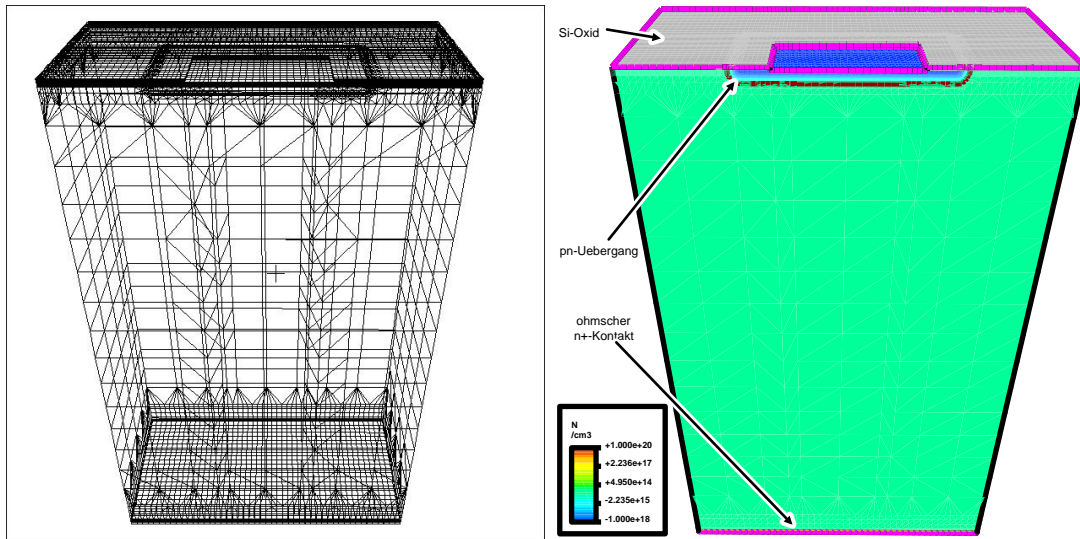 Si-Oxid
pn-Uebergang
ohmscher
n+-Kontakt
N
/cm3
+1.000e+20
+2.236e+17
+4.950e+14
-2.235e+15
-1.000e+18